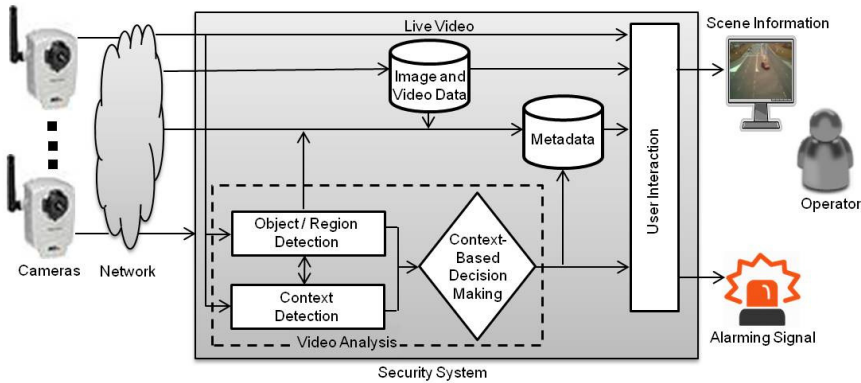 Live Video
Scene Information
Image and
Video Data
Metadata
User Interaction
Operator
Object / Region
Detection
Context-
Based
Decision
Making
Context
Detection
Video Analysis
Cameras
Network
Alarming Signal
Security System